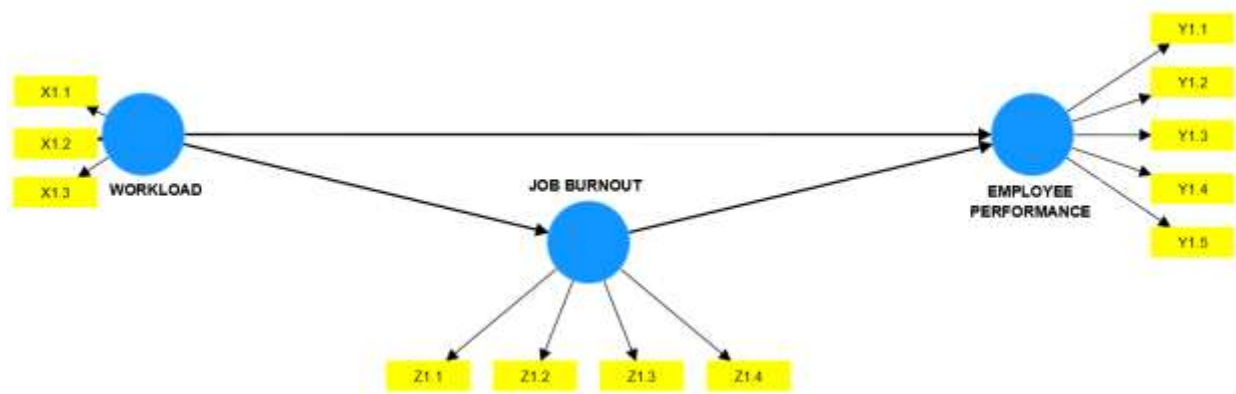 X1.1
X1.2
X1.3
WORKLOAD
JOB BURNOUT
Z1.1
Z1.2
Z1.3
Z1.4
EMPLOYEE
PERFORMANCE
Y1.1
Y1.2
Y1.3
Y1.4
Y1.5